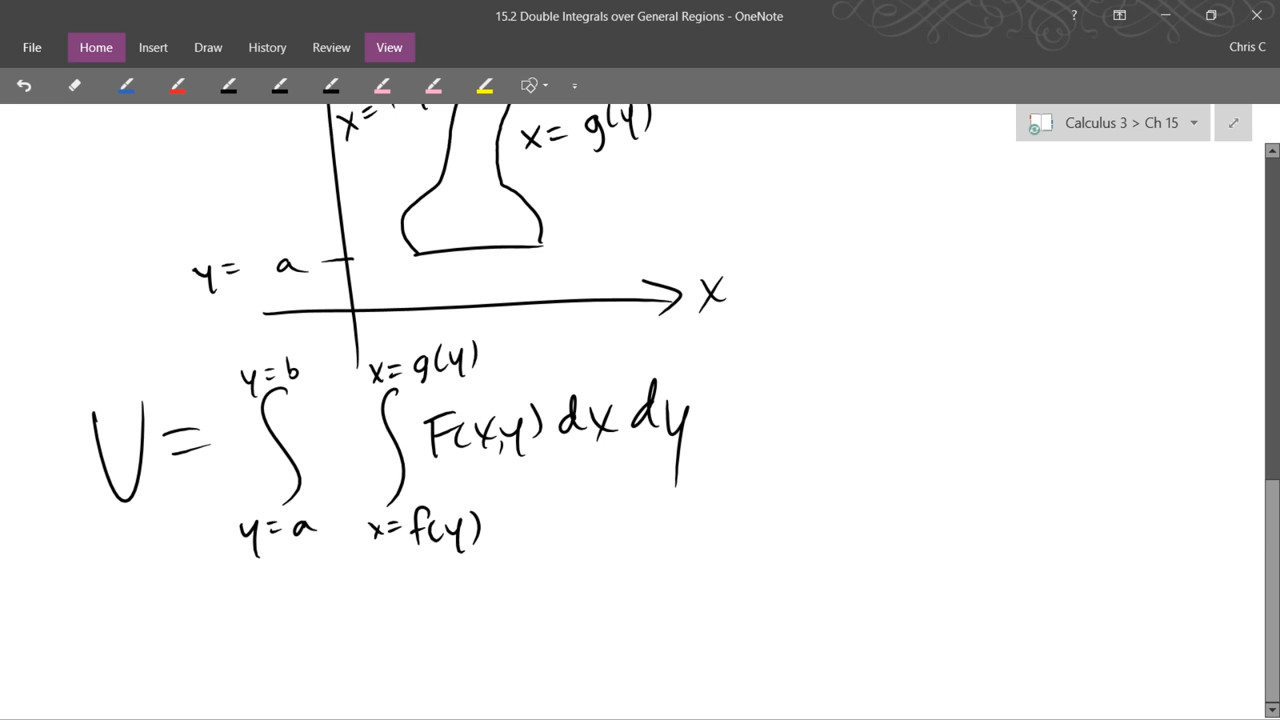 15.2 Double Integrals over General Regions - OneNote
File Home Insert Draw History Review View Chris C
Calculus 3 > Ch 15
x=
x = g(y)
y = a
x
y=b x=g(y)
V = ∫ ∫ F(x,y) dx dy
y=a x=f(y)